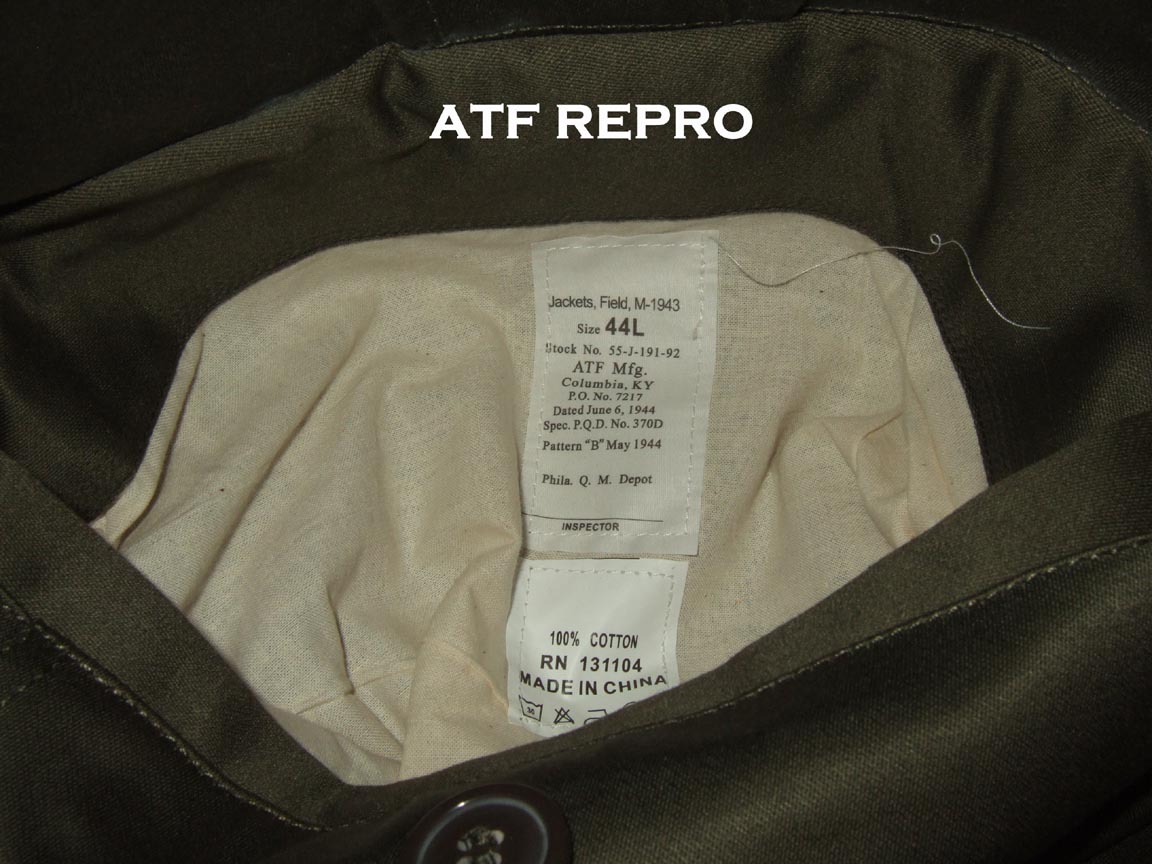 ATF REPRO
Jackets, Field, M-1943
Size 44L
Stock No. 55-J-191-92
ATF Mfg.
Columbia, KY
P.O. No. 7217
Dated June 6, 1944
Spec. P.Q.D. No. 370D
Pattern "B" May 1944
Phila. Q. M. Depot
INSPECTOR
100% COTTON
RN 131104
MADE IN CHINA
30